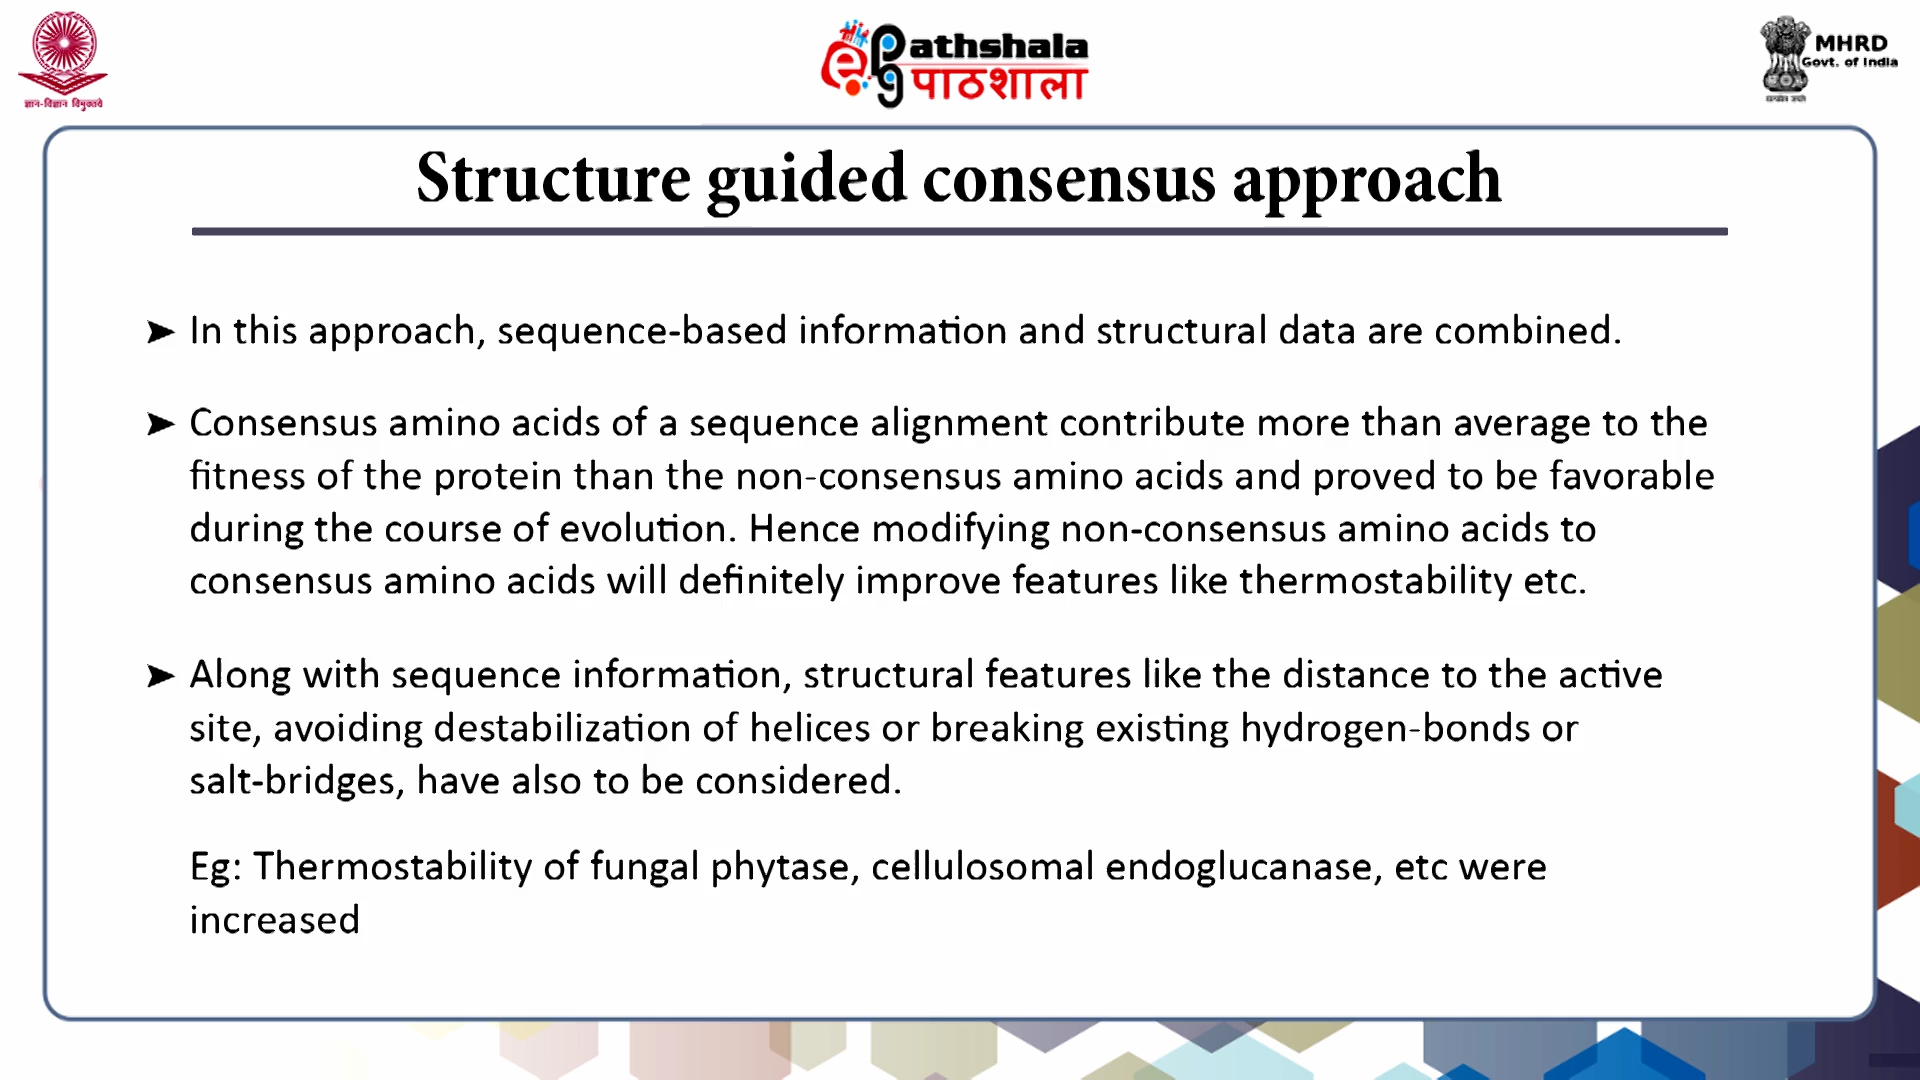 ज्ञान-विज्ञान विमुक्तये
ePgathshala
पाठशाला
MHRD
Govt. of India
Structure guided consensus approach
➤ In this approach, sequence-based information and structural data are combined.
➤ Consensus amino acids of a sequence alignment contribute more than average to the
fitness of the protein than the non-consensus amino acids and proved to be favorable
during the course of evolution. Hence modifying non-consensus amino acids to
consensus amino acids will definitely improve features like thermostability etc.
➤ Along with sequence information, structural features like the distance to the active
site, avoiding destabilization of helices or breaking existing hydrogen-bonds or
salt-bridges, have also to be considered.
Eg: Thermostability of fungal phytase, cellulosomal endoglucanase, etc were
increased